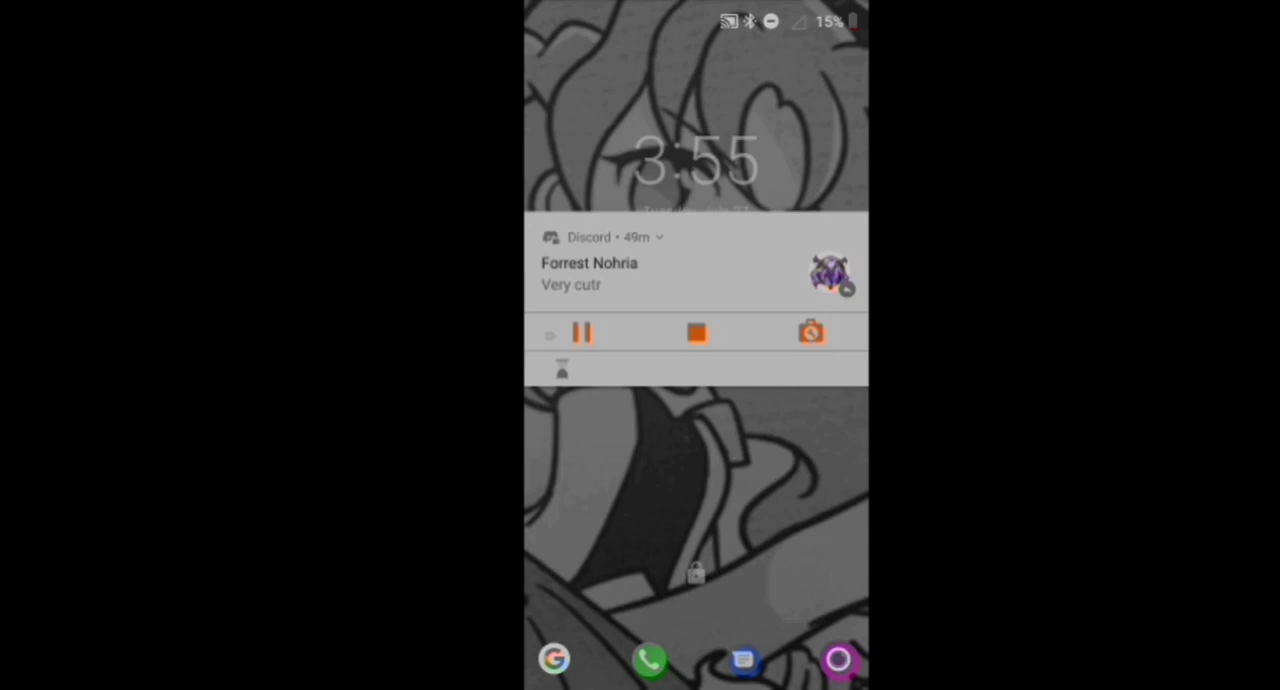 15%
3:55
Discord • 49m
Forrest Nohria
Very cutr